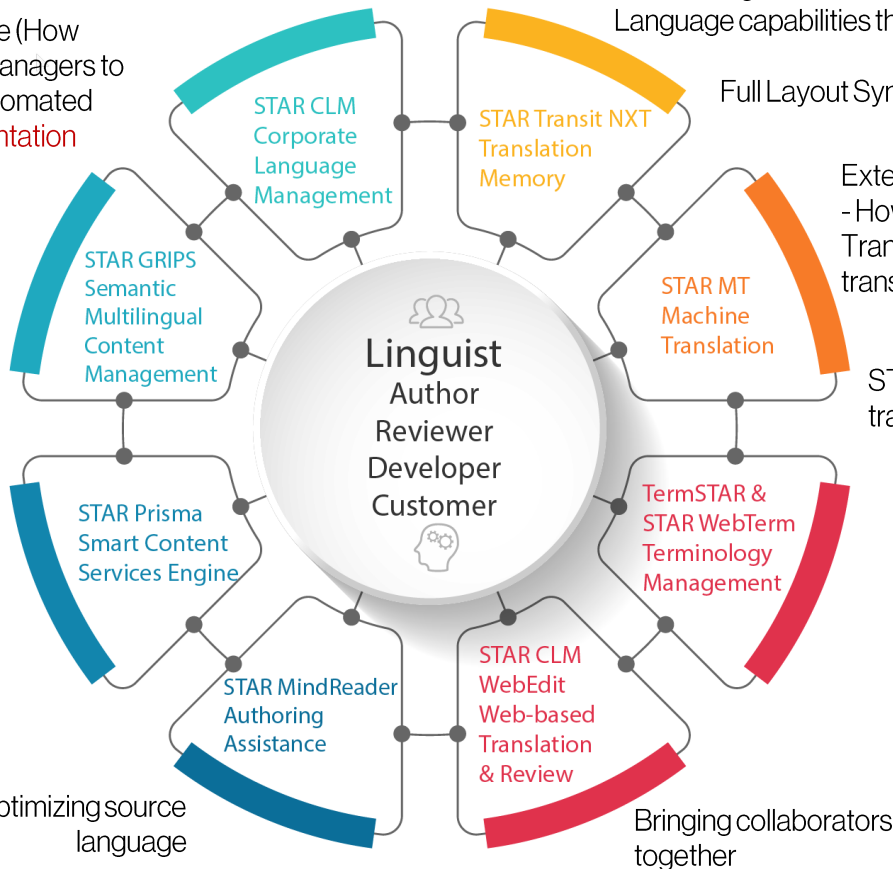 e (How
anagers to
omated
ntation
Language capabilities th
Full Layout Syn
Exte
- How
Tran
trans
ST
tra
STAR CLM
Corporate
Language
Management
STAR Transit NXT
Translation
Memory
STAR GRIPS
Semantic
Multilingual
Content
Management
STAR MT
Machine
Translation
Linguist
Author
Reviewer
Developer
Customer
STAR Prisma
Smart Content
Services Engine
TermSTAR &
STAR WebTerm
Terminology
Management
STAR MindReader
Authoring
Assistance
STAR CLM
WebEdit
Web-based
Translation
& Review
ptimizing source
language
Bringing collaborators
together